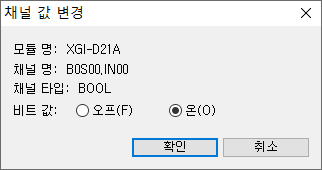 채널 값 변경
모듈 명: XGI-D21A
채널 명: B0S00,IN00
채널 타입: BOOL
비트 값: 오프(F) 온(O)
확인 취소